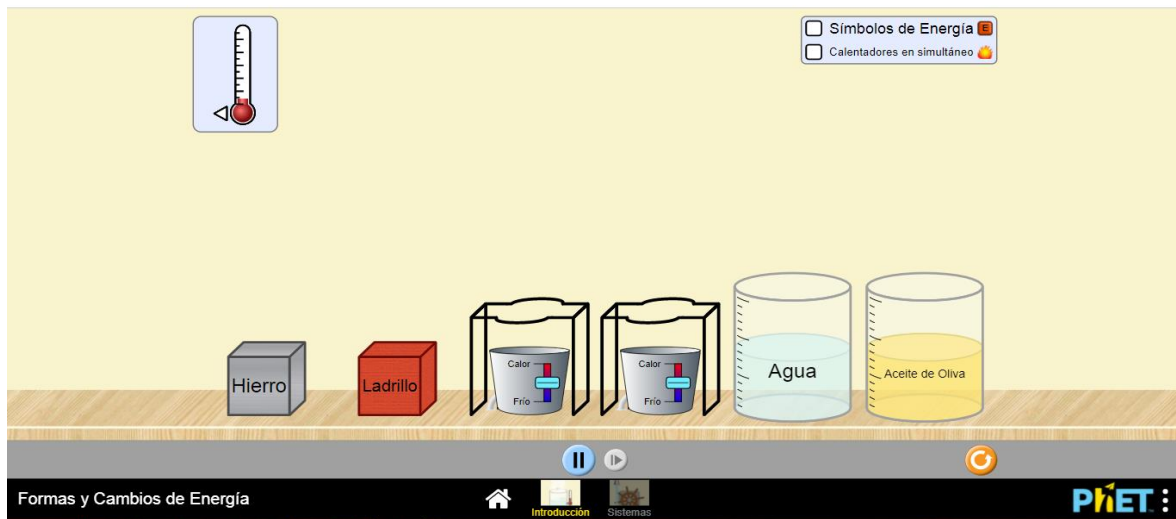 Símbolos de Energía E
Calentadores en simultáneo
Hierro
Ladrillo
Calor
Frío
Calor
Frío
Agua
Aceite de Oliva
Formas y Cambios de Energía
Introducción
Sistemas
PhET